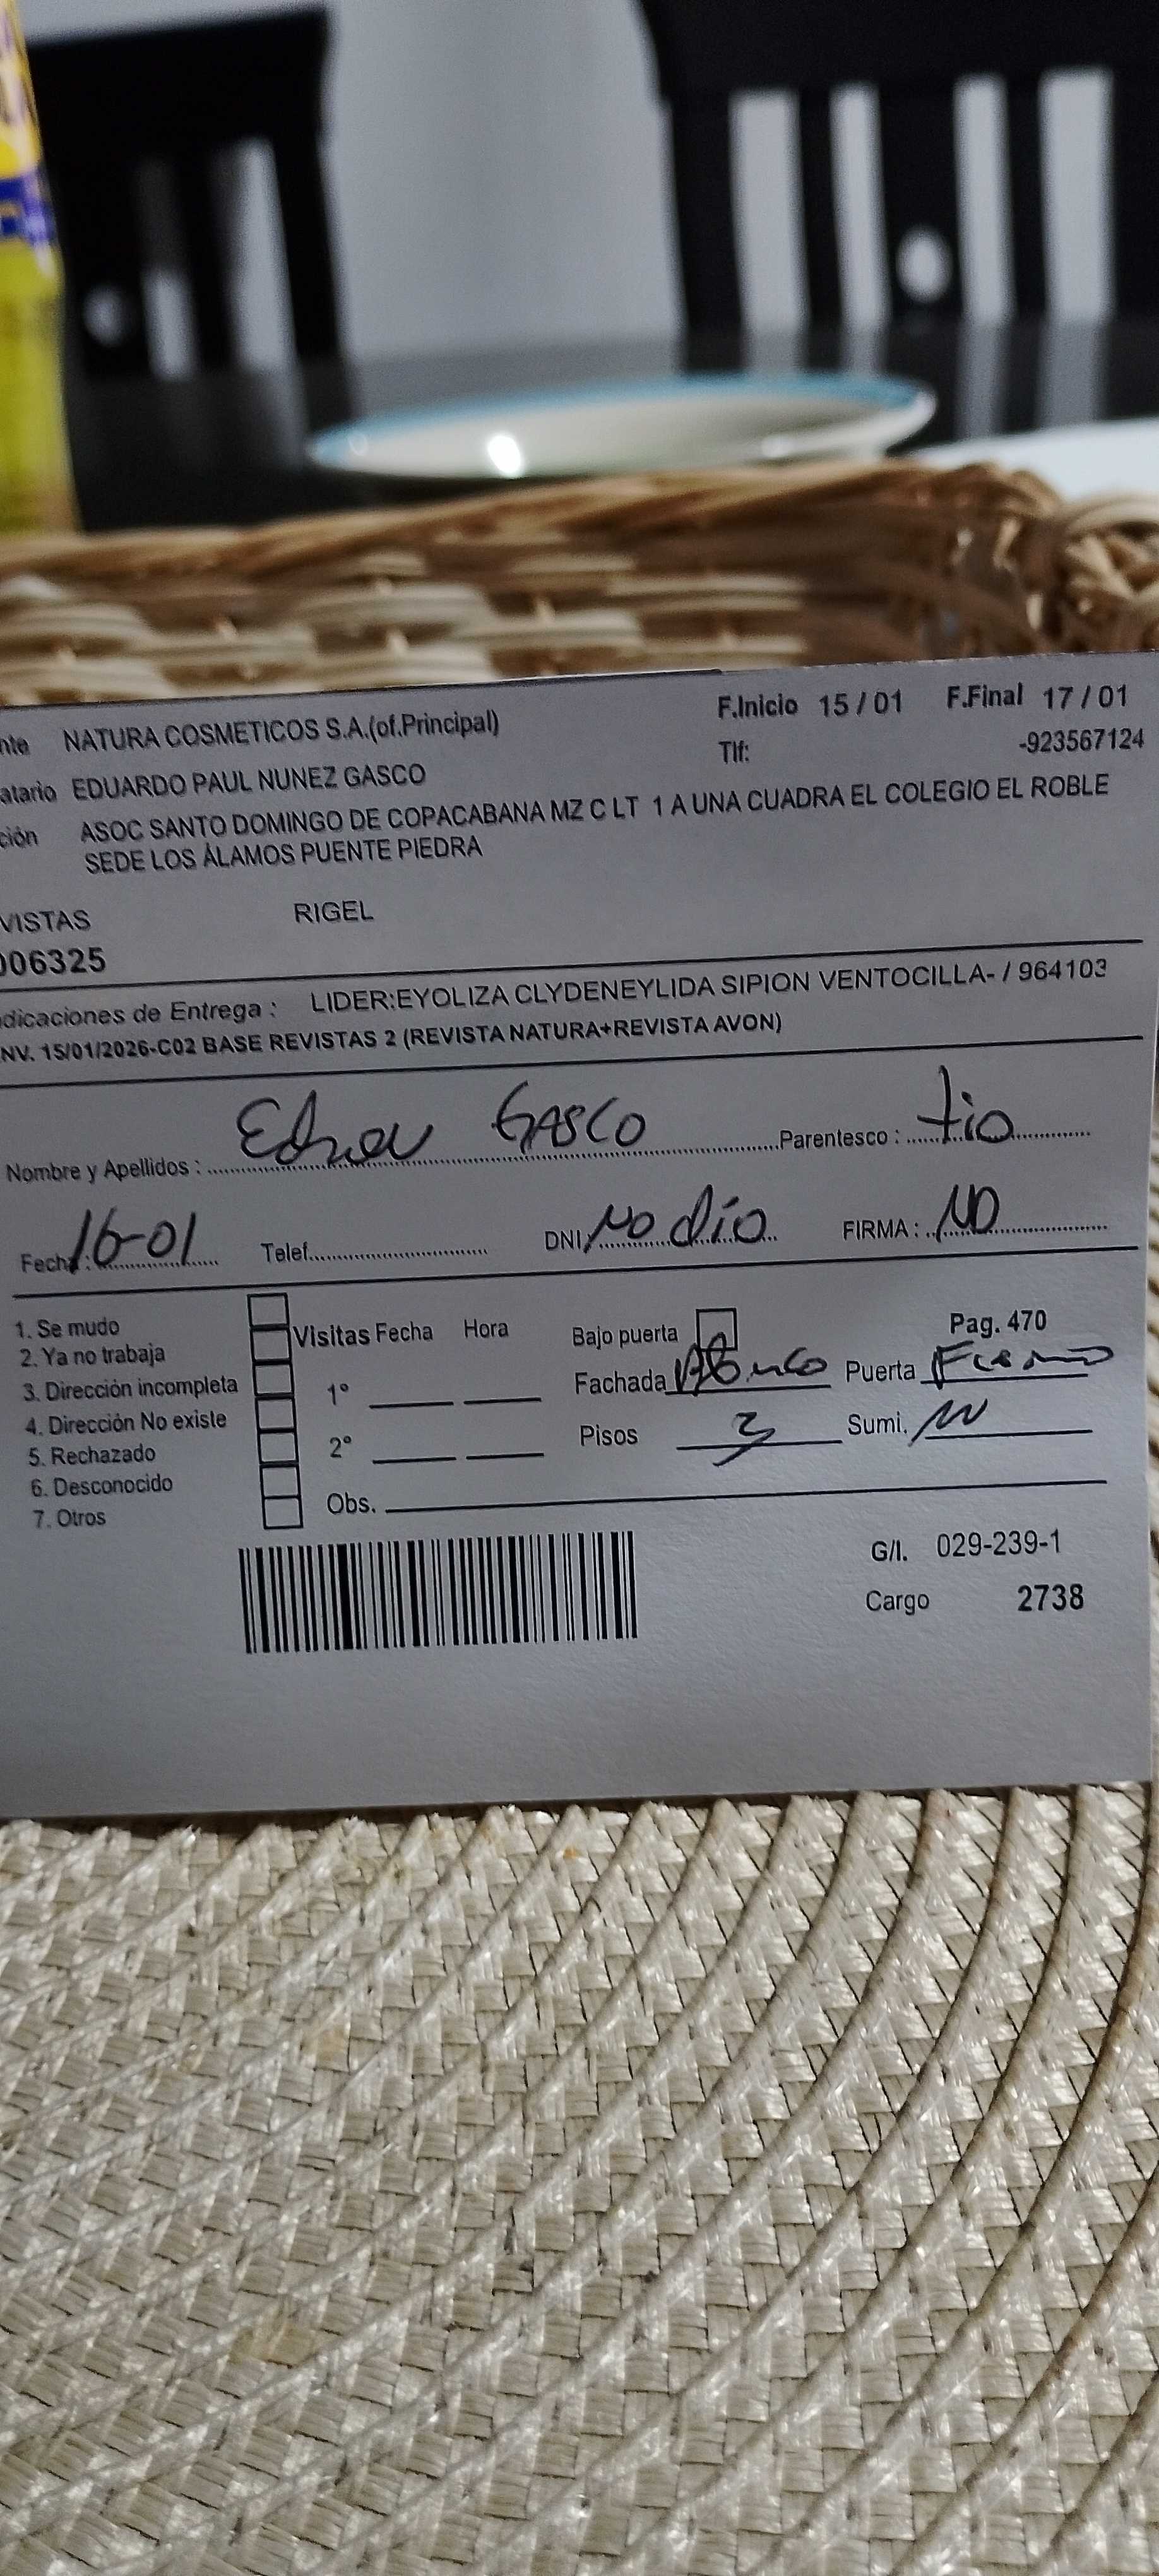 nte NATURA COSMETICOS S.A.(of.Principal) F.Inicio 15 / 01 F.Final 17 / 01
Tlf: -923567124
atario EDUARDO PAUL NUNEZ GASCO
ción ASOC SANTO DOMINGO DE COPACABANA MZ C LT 1 A UNA CUADRA EL COLEGIO EL ROBLE
SEDE LOS ÁLAMOS PUENTE PIEDRA
VISTAS RIGEL
006325
dicaciones de Entrega : LIDER:EYOLIZA CLYDENEYLIDA SIPION VENTOCILLA- / 964103
NV. 15/01/2026-C02 BASE REVISTAS 2 (REVISTA NATURA+REVISTA AVON)
Nombre y Apellidos : GASCO Parentesco : tio
Fecha : 16-01 Telef. DNI No dio FIRMA : ND
1. Se mudo
2. Ya no trabaja
3. Dirección incompleta
4. Dirección No existe
5. Rechazado
6. Desconocido
7. Otros
Visitas Fecha Hora
1°
2°
Obs.
Bajo puerta Pag. 470
Fachada Puerta
Pisos 3 Sumi.
G/I. 029-239-1
Cargo 2738